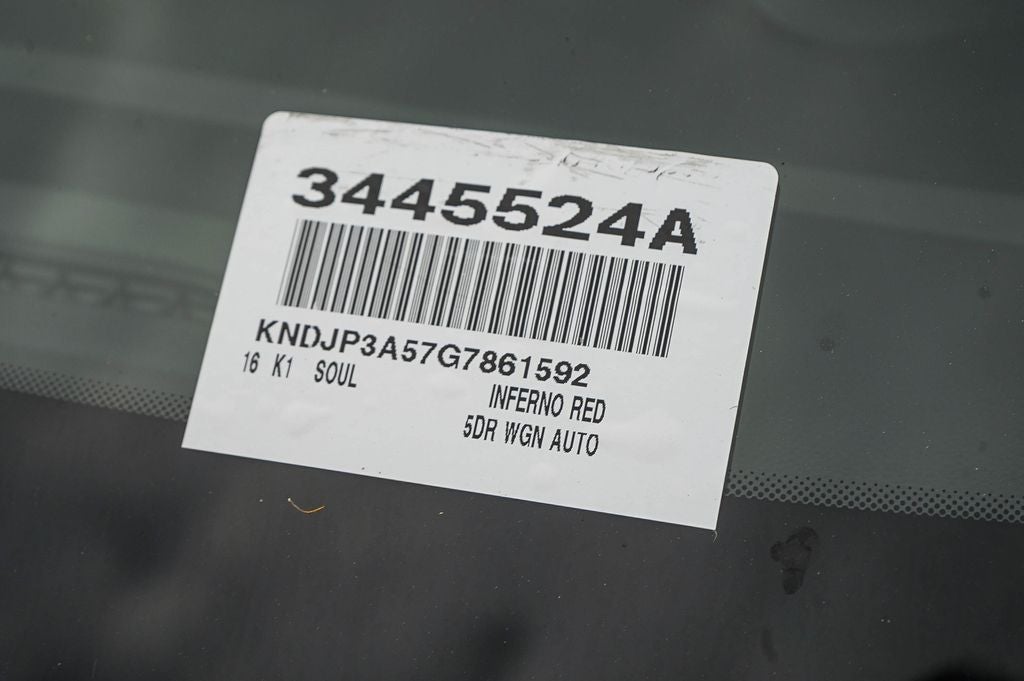 3445524A
KNDJP3A57G7861592
16 K1 SOUL
INFERNO RED
5DR WGN AUTO